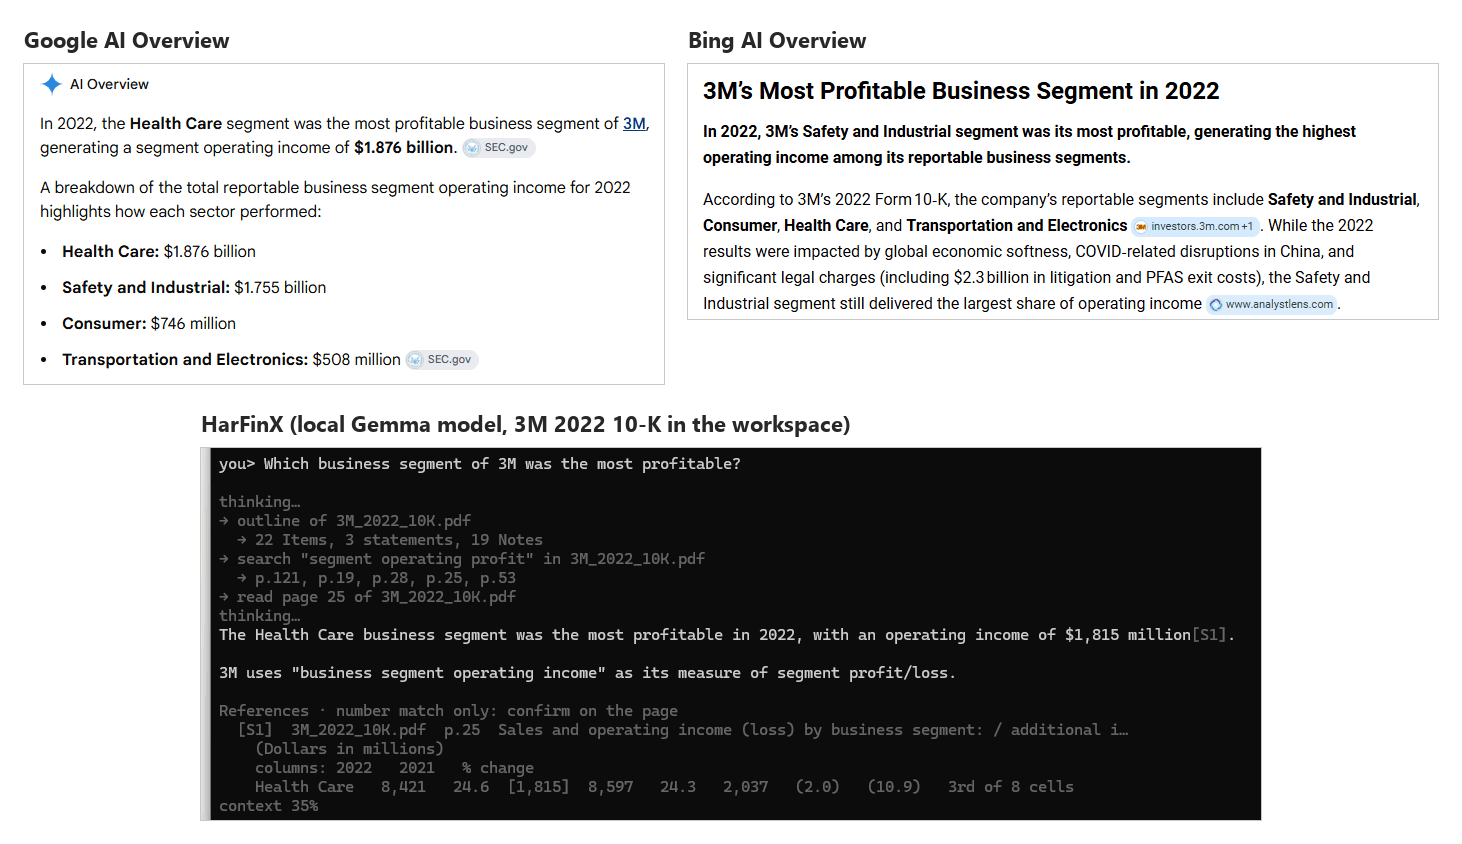 Google AI Overview
AI Overview
In 2022, the Health Care segment was the most profitable business segment of 3M,
generating a segment operating income of $1.876 billion. SEC.gov
A breakdown of the total reportable business segment operating income for 2022
highlights how each sector performed:
• Health Care: $1.876 billion
• Safety and Industrial: $1.755 billion
• Consumer: $746 million
• Transportation and Electronics: $508 million SEC.gov
Bing AI Overview
3M’s Most Profitable Business Segment in 2022
In 2022, 3M’s Safety and Industrial segment was its most profitable, generating the highest
operating income among its reportable business segments.
According to 3M’s 2022 Form 10-K, the company’s reportable segments include Safety and Industrial,
Consumer, Health Care, and Transportation and Electronics 3M investors.3m.com +1 . While the 2022
results were impacted by global economic softness, COVID-related disruptions in China, and
significant legal charges (including $2.3 billion in litigation and PFAS exit costs), the Safety and
Industrial segment still delivered the largest share of operating income www.analystlens.com .
HarFinX (local Gemma model, 3M 2022 10-K in the workspace)
you> Which business segment of 3M was the most profitable?
thinking…
→ outline of 3M_2022_10K.pdf
→ 22 Items, 3 statements, 19 Notes
→ search "segment operating profit" in 3M_2022_10K.pdf
→ p.121, p.19, p.28, p.25, p.53
→ read page 25 of 3M_2022_10K.pdf
thinking…
The Health Care business segment was the most profitable in 2022, with an operating income of $1,815 million[S1].
3M uses "business segment operating income" as its measure of segment profit/loss.
References · number match only: confirm on the page
[S1] 3M_2022_10K.pdf p.25 Sales and operating income (loss) by business segment: / additional i…
(Dollars in millions)
columns: 2022 2021 % change
Health Care 8,421 24.6 [1,815] 8,597 24.3 2,037 (2.0) (10.9) 3rd of 8 cells
context 35%